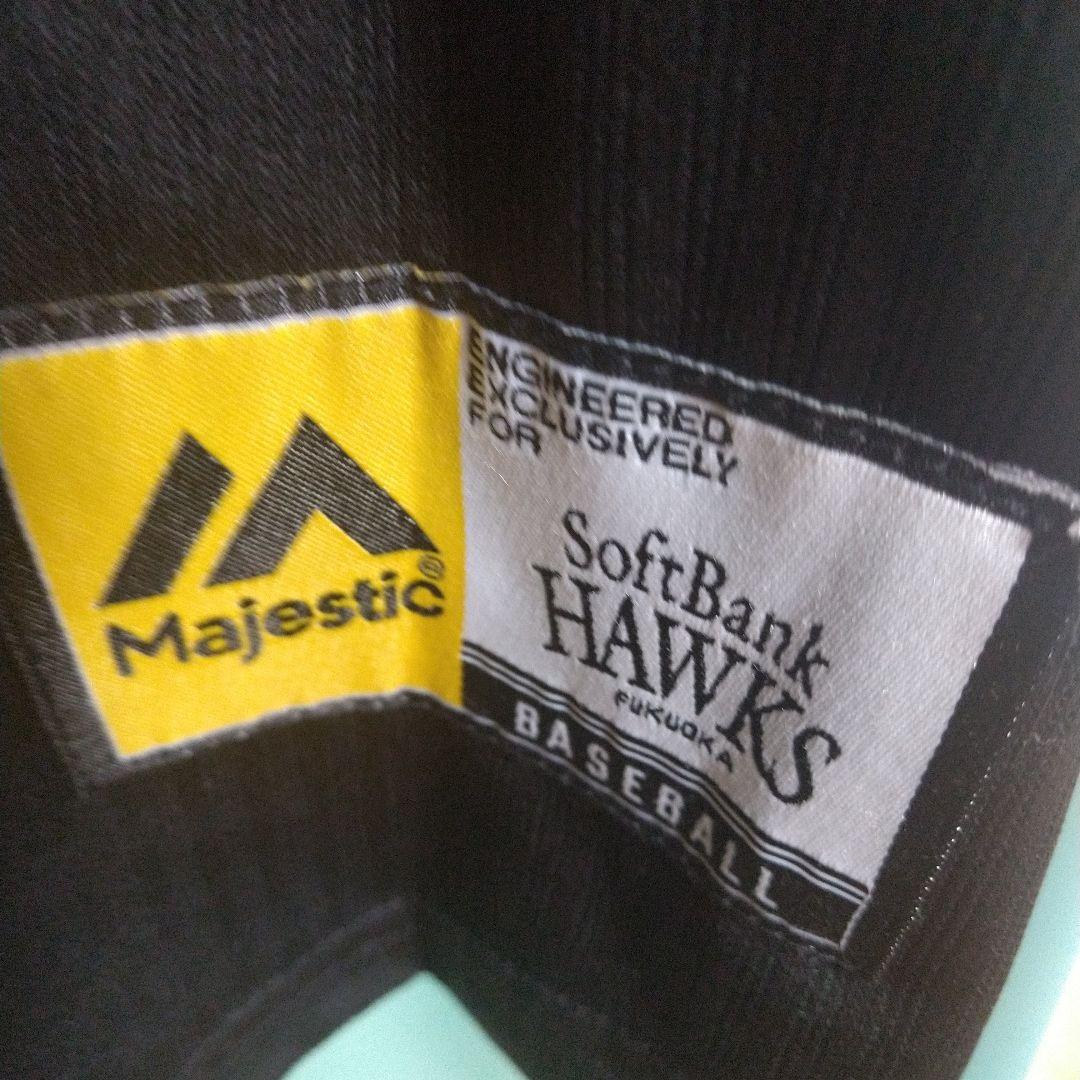 Majestic®
ENGINEERED
EXCLUSIVELY
FOR
SoftBank
HAWKS
FUKUOKA
BASEBALL